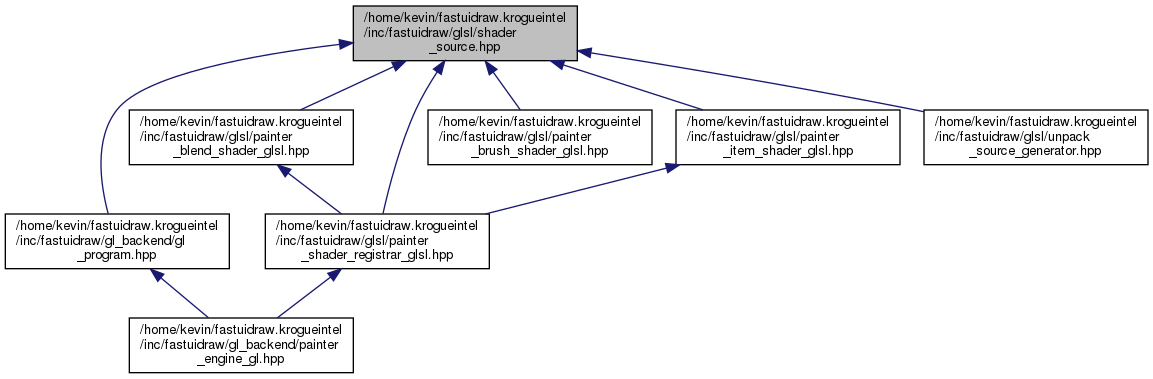 /home/kevin/fastuidraw.krogueintel
/inc/fastuidraw/glsl/shader
_source.hpp
/home/kevin/fastuidraw.krogueintel
/inc/fastuidraw/glsl/painter
_blend_shader_glsl.hpp
/home/kevin/fastuidraw.krogueintel
/inc/fastuidraw/glsl/painter
_brush_shader_glsl.hpp
/home/kevin/fastuidraw.krogueintel
/inc/fastuidraw/glsl/painter
_item_shader_glsl.hpp
/home/kevin/fastuidraw.krogueintel
/inc/fastuidraw/glsl/unpack
_source_generator.hpp
/home/kevin/fastuidraw.krogueintel
/inc/fastuidraw/gl_backend/gl
_program.hpp
/home/kevin/fastuidraw.krogueintel
/inc/fastuidraw/glsl/painter
_shader_registrar_glsl.hpp
/home/kevin/fastuidraw.krogueintel
/inc/fastuidraw/gl_backend/painter
_engine_gl.hpp